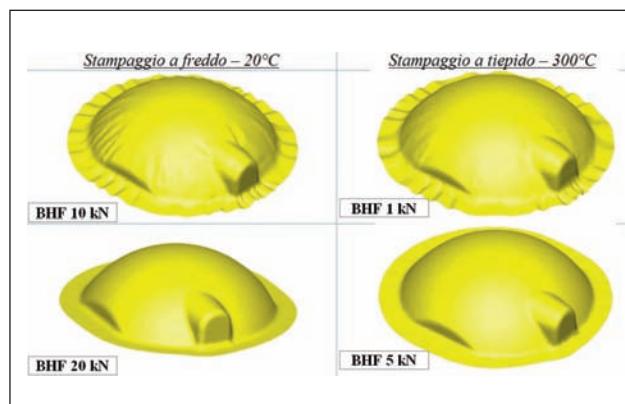 Stampaggio a freddo – 20°C
Stampaggio a tiepido – 300°C
BHF 10 kN
BHF 1 kN
BHF 20 kN
BHF 5 kN